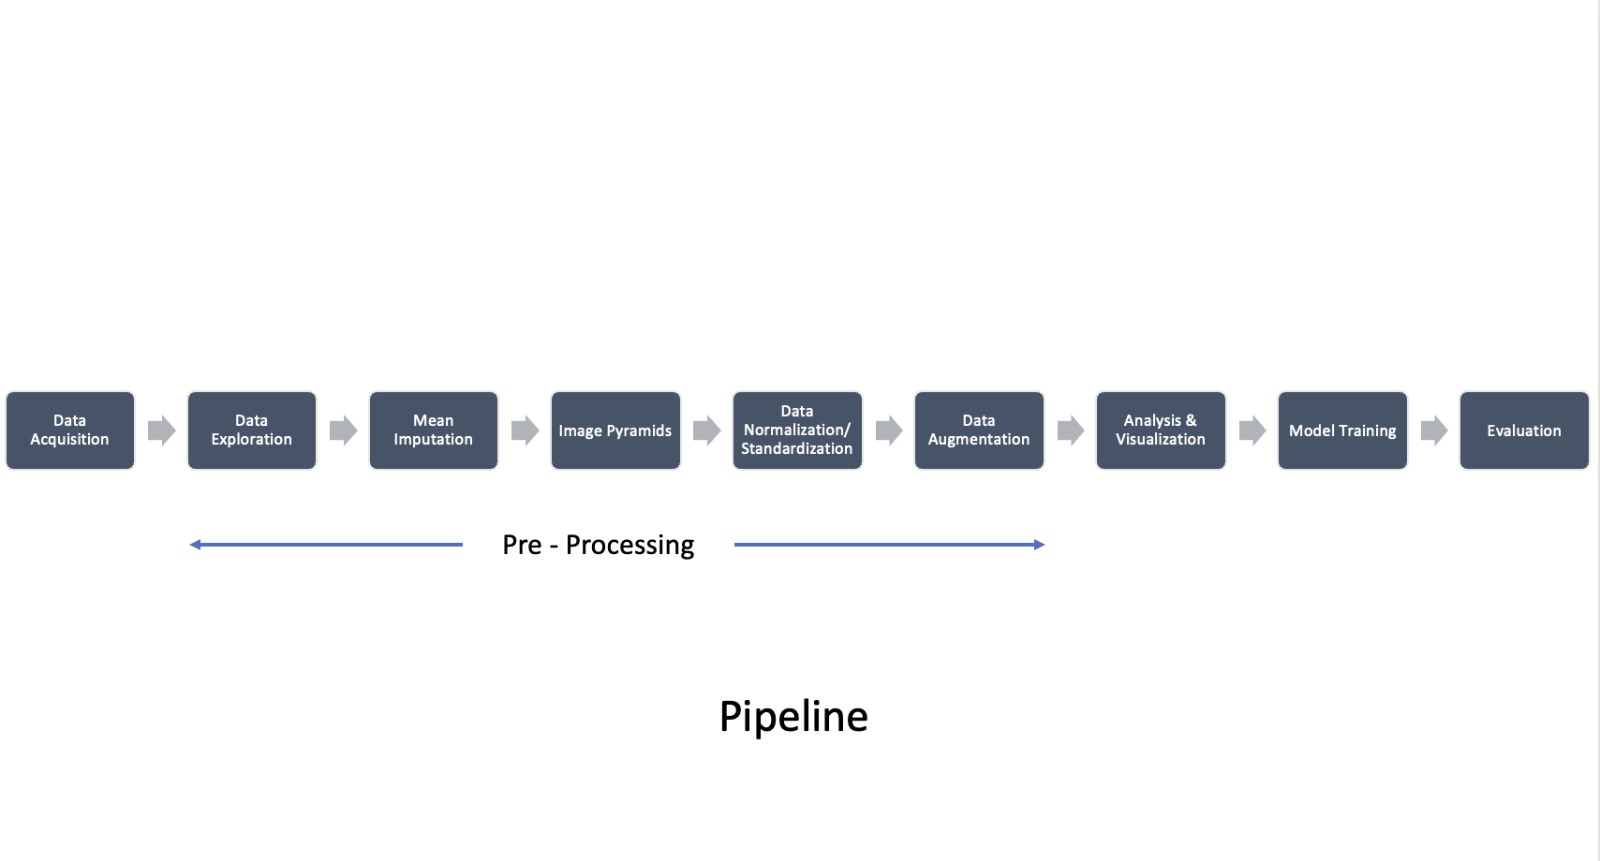 Data
Acquisition
Data
Exploration
Mean
Imputation
Image Pyramids
Data
Normalization/
Standardization
Data
Augmentation
Analysis &
Visualization
Model Training
Evaluation
Pre - Processing
Pipeline